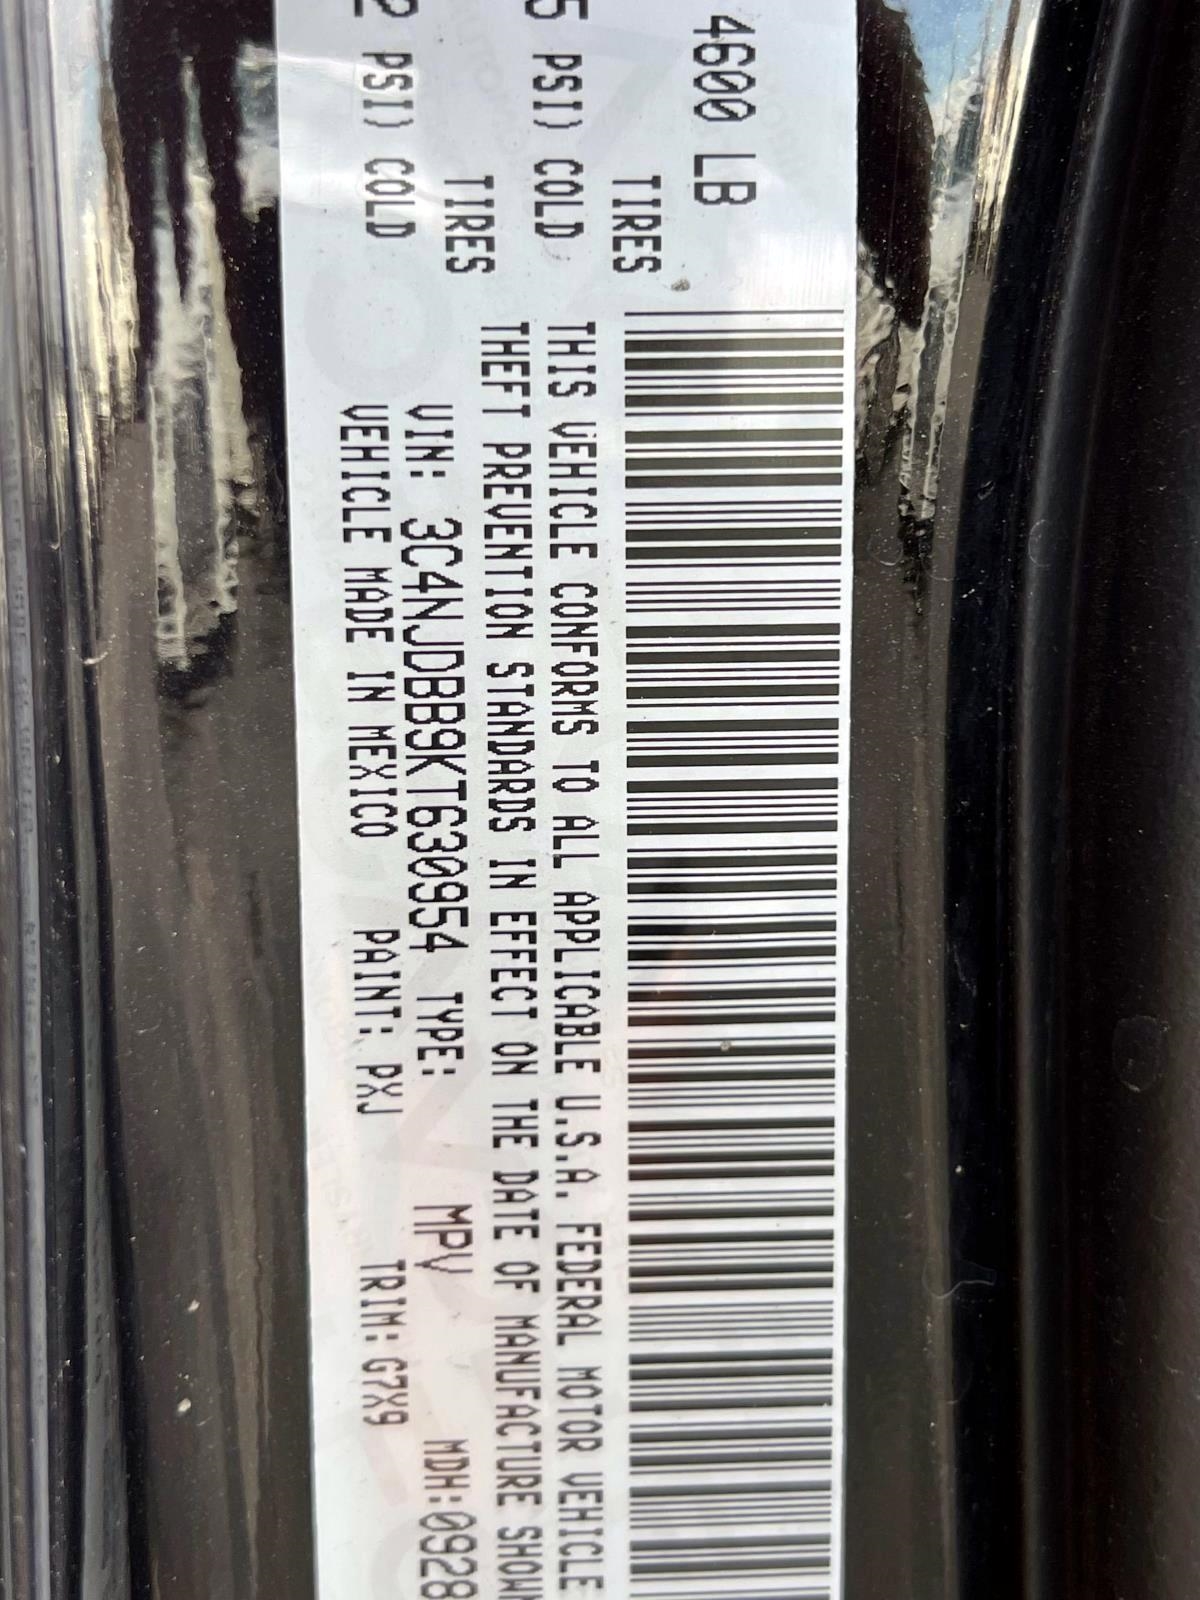 4600 LB
TIRES
5 PSI) COLD
TIRES
2 PSI) COLD
THIS VEHICLE CONFORMS TO ALL APPLICABLE U.S.A. FEDERAL MOTOR VEHICLE
THEFT PREVENTION STANDARDS IN EFFECT ON THE DATE OF MANUFACTURE SHOWN
VIN: 3C4NJDBB9KT630954 TYPE: MPV MDH:0928
VEHICLE MADE IN MEXICO PAINT: PXJ TRIM: G7X9